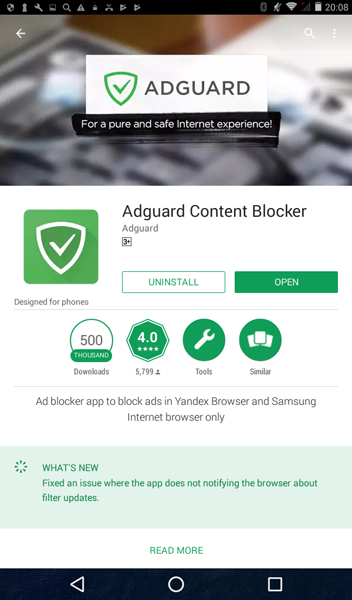 20:08
ADGUARD
For a pure and safe Internet experience!
Adguard Content Blocker
Adguard
3+
UNINSTALL
OPEN
Designed for phones
500
THOUSAND
Downloads
4.0
5,799
Tools
Similar
Ad blocker app to block ads in Yandex Browser and Samsung
Internet browser only
WHAT'S NEW
Fixed an issue where the app does not notifying the browser about
filter updates.
READ MORE